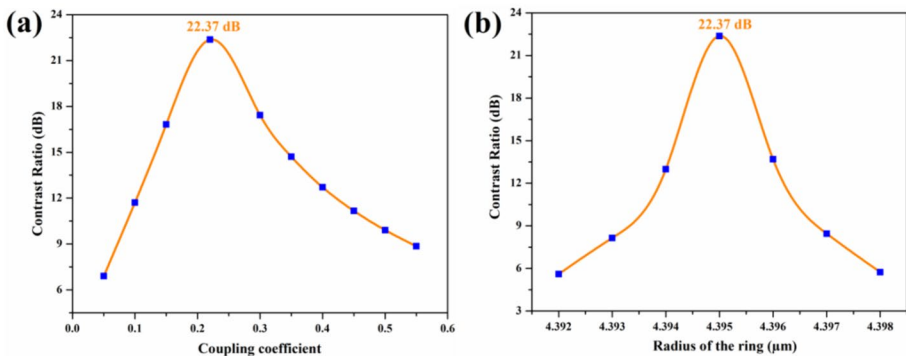 (a)
22.37 dB
Contrast Ratio (dB)
24
21
18
15
12
9
6
0.0 0.1 0.2 0.3 0.4 0.5 0.6
Coupling coefficient
(b)
22.37 dB
Contrast Ratio (dB)
24
21
18
15
12
9
6
3
4.392 4.393 4.394 4.395 4.396 4.397 4.398
Radius of the ring (μm)